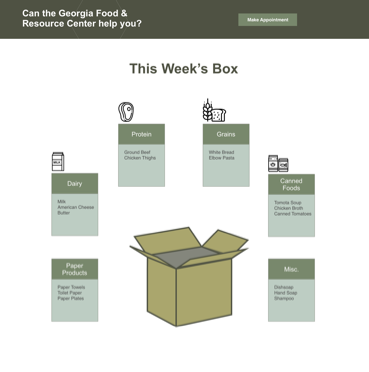 Can the Georgia Food &
Resource Center help you?
Make Appointment
This Week's Box
Protein
Ground Beef
Chicken Thighs
Grains
White Bread
Elbow Pasta
Dairy
Milk
American Cheese
Butter
Canned
Foods
Tomota Soup
Chicken Broth
Canned Tomatoes
Paper
Products
Paper Towels
Toilet Paper
Paper Plates
Misc.
Dishsoap
Hand Soap
Shampoo